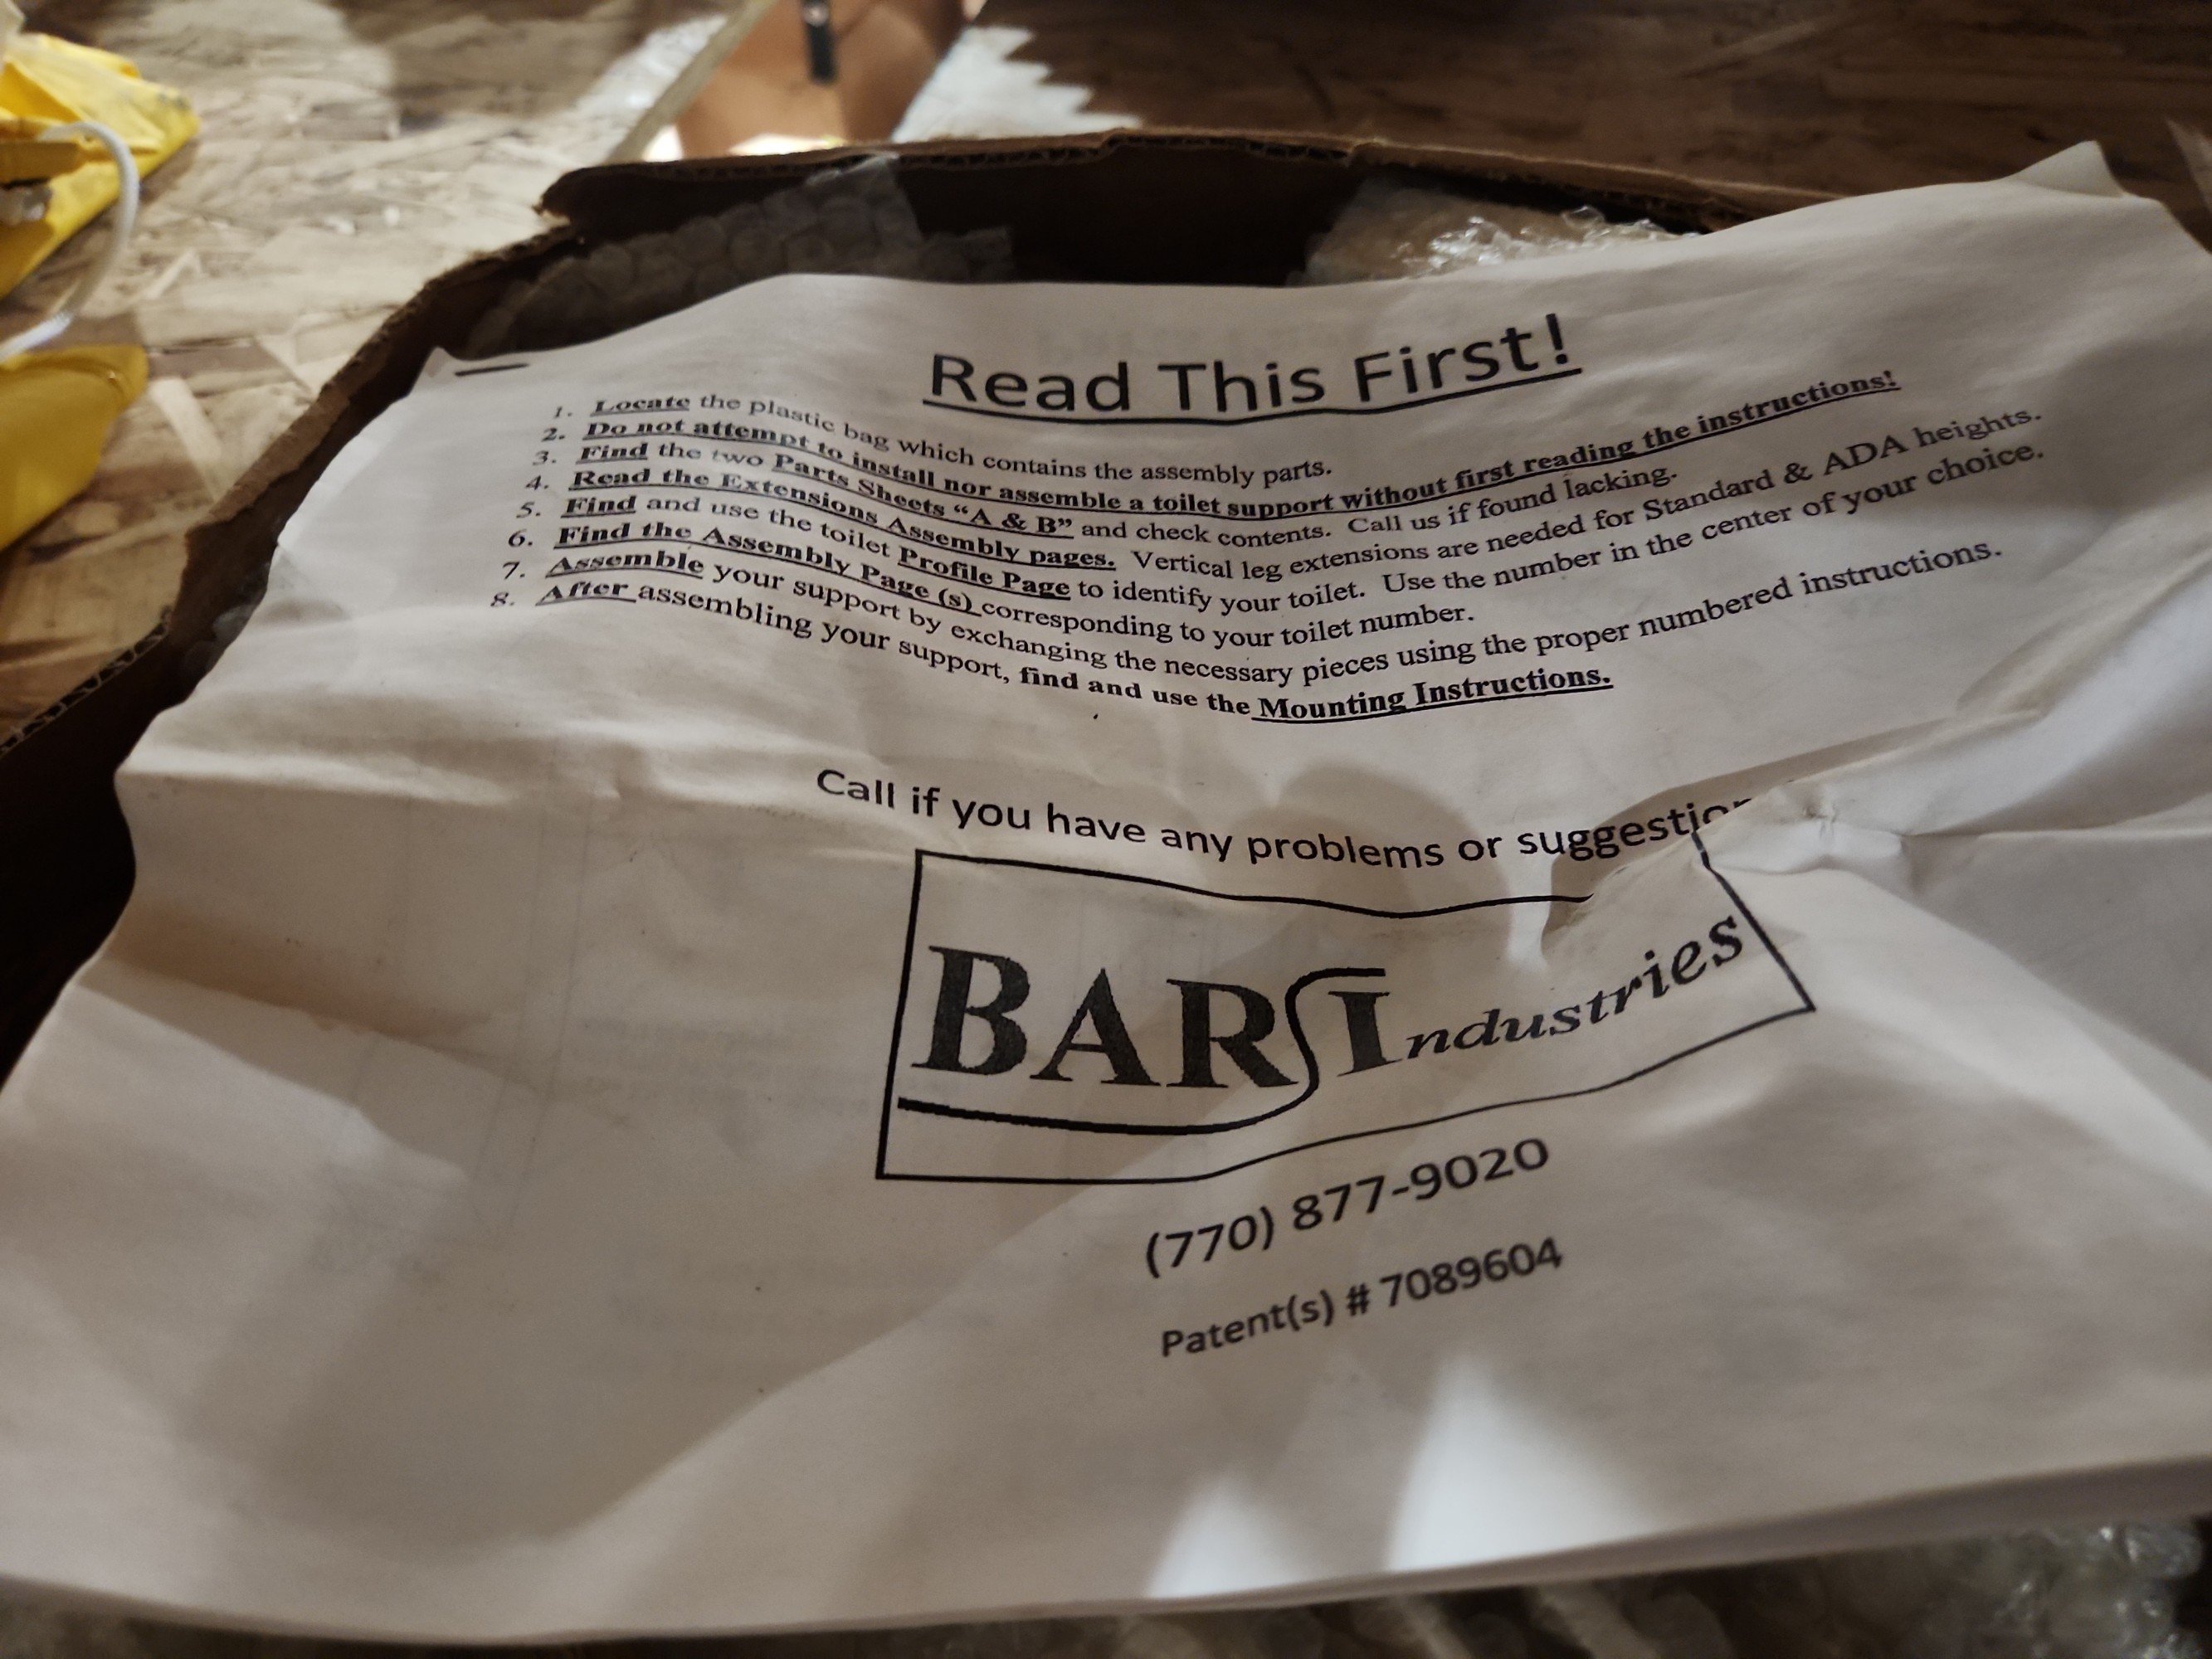 Read This First!
1. Locate the plastic bag which contains the assembly parts.
2. Do not attempt to install nor assemble a toilet support without first reading the instructions!
3. Find the two Parts Sheets “A & B” and check contents. Call us if found lacking.
4. Read the Extensions Assembly pages. Vertical leg extensions are needed for Standard & ADA heights.
5. Find and use the toilet Profile Page to identify your toilet. Use the number in the center of your choice.
6. Find the Assembly Page (s) corresponding to your toilet number.
7. Assemble your support by exchanging the necessary pieces using the proper numbered instructions.
8. After assembling your support, find and use the Mounting Instructions.
Call if you have any problems or suggestion
BARS Industries
(770) 877-9020
Patent(s) # 7089604